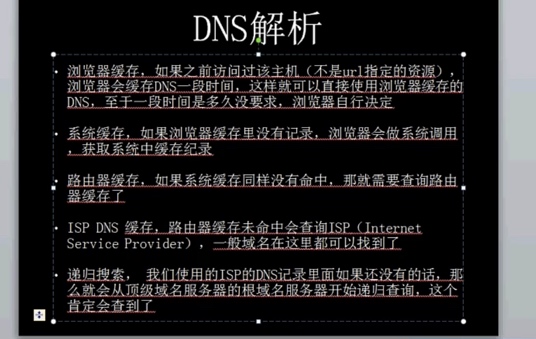 DNS解析
• 浏览器缓存，如果之前访问过该主机（不是url指定的资源），
浏览器会缓存DNS一段时间，这样就可以直接使用浏览器缓存的
DNS，至于一段时间是多久没要求，浏览器自行决定
• 系统缓存，如果浏览器缓存里没有记录，浏览器会做系统调用
，获取系统中缓存纪录
• 路由器缓存，如果系统缓存同样没有命中，那就需要查询路由
器缓存了
• ISP DNS 缓存，路由器缓存未命中会查询ISP（Internet
Service Provider），一般域名在这里都可以找到了
• 递归搜索， 我们使用的ISP的DNS记录里面如果还没有的话，那
么就会从顶级域名服务器的根域名服务器开始递归查询，这个
肯定会查到了